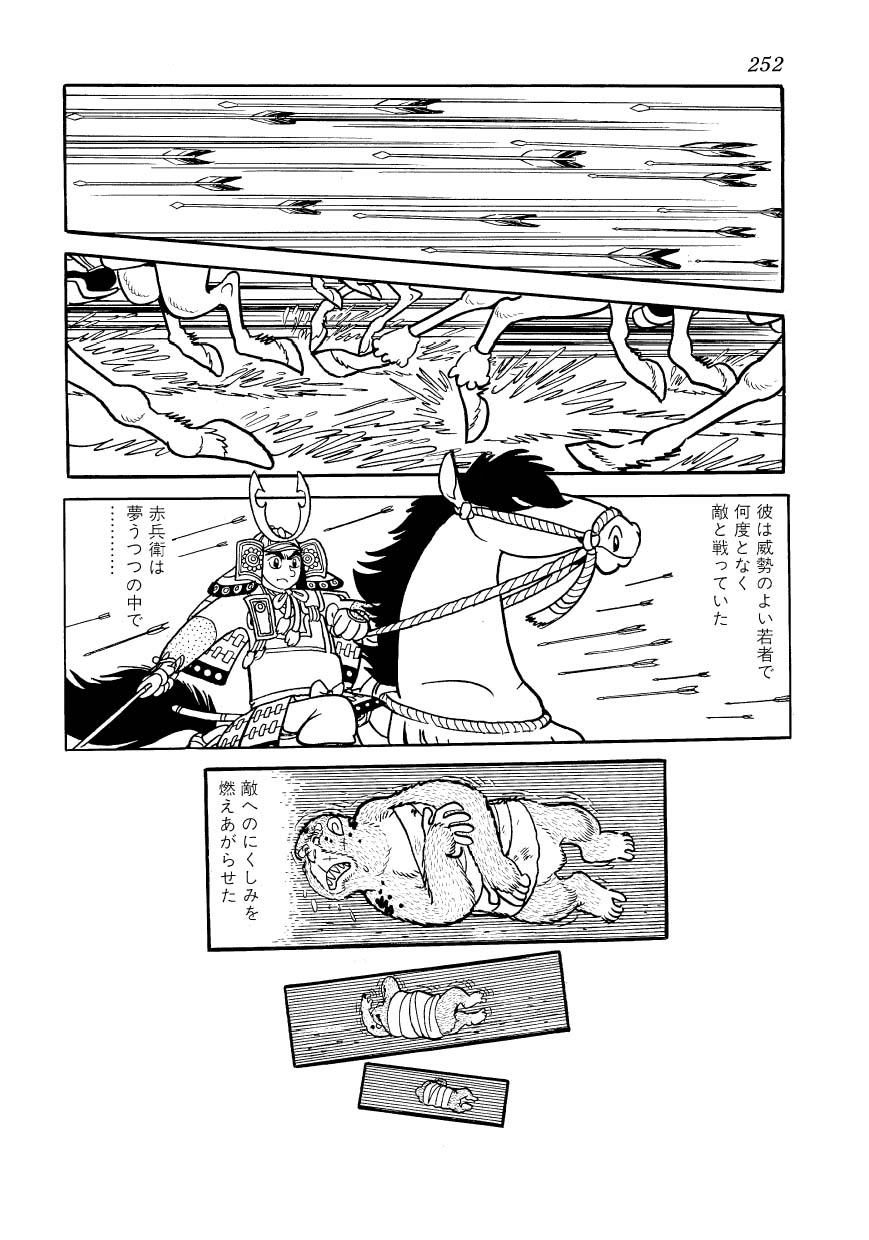 252
彼は威勢のよい若者で
何度となく
敵と戦っていた
赤兵衛は
夢うつつの中で
…………
敵へのにくしみを
燃えあがらせた